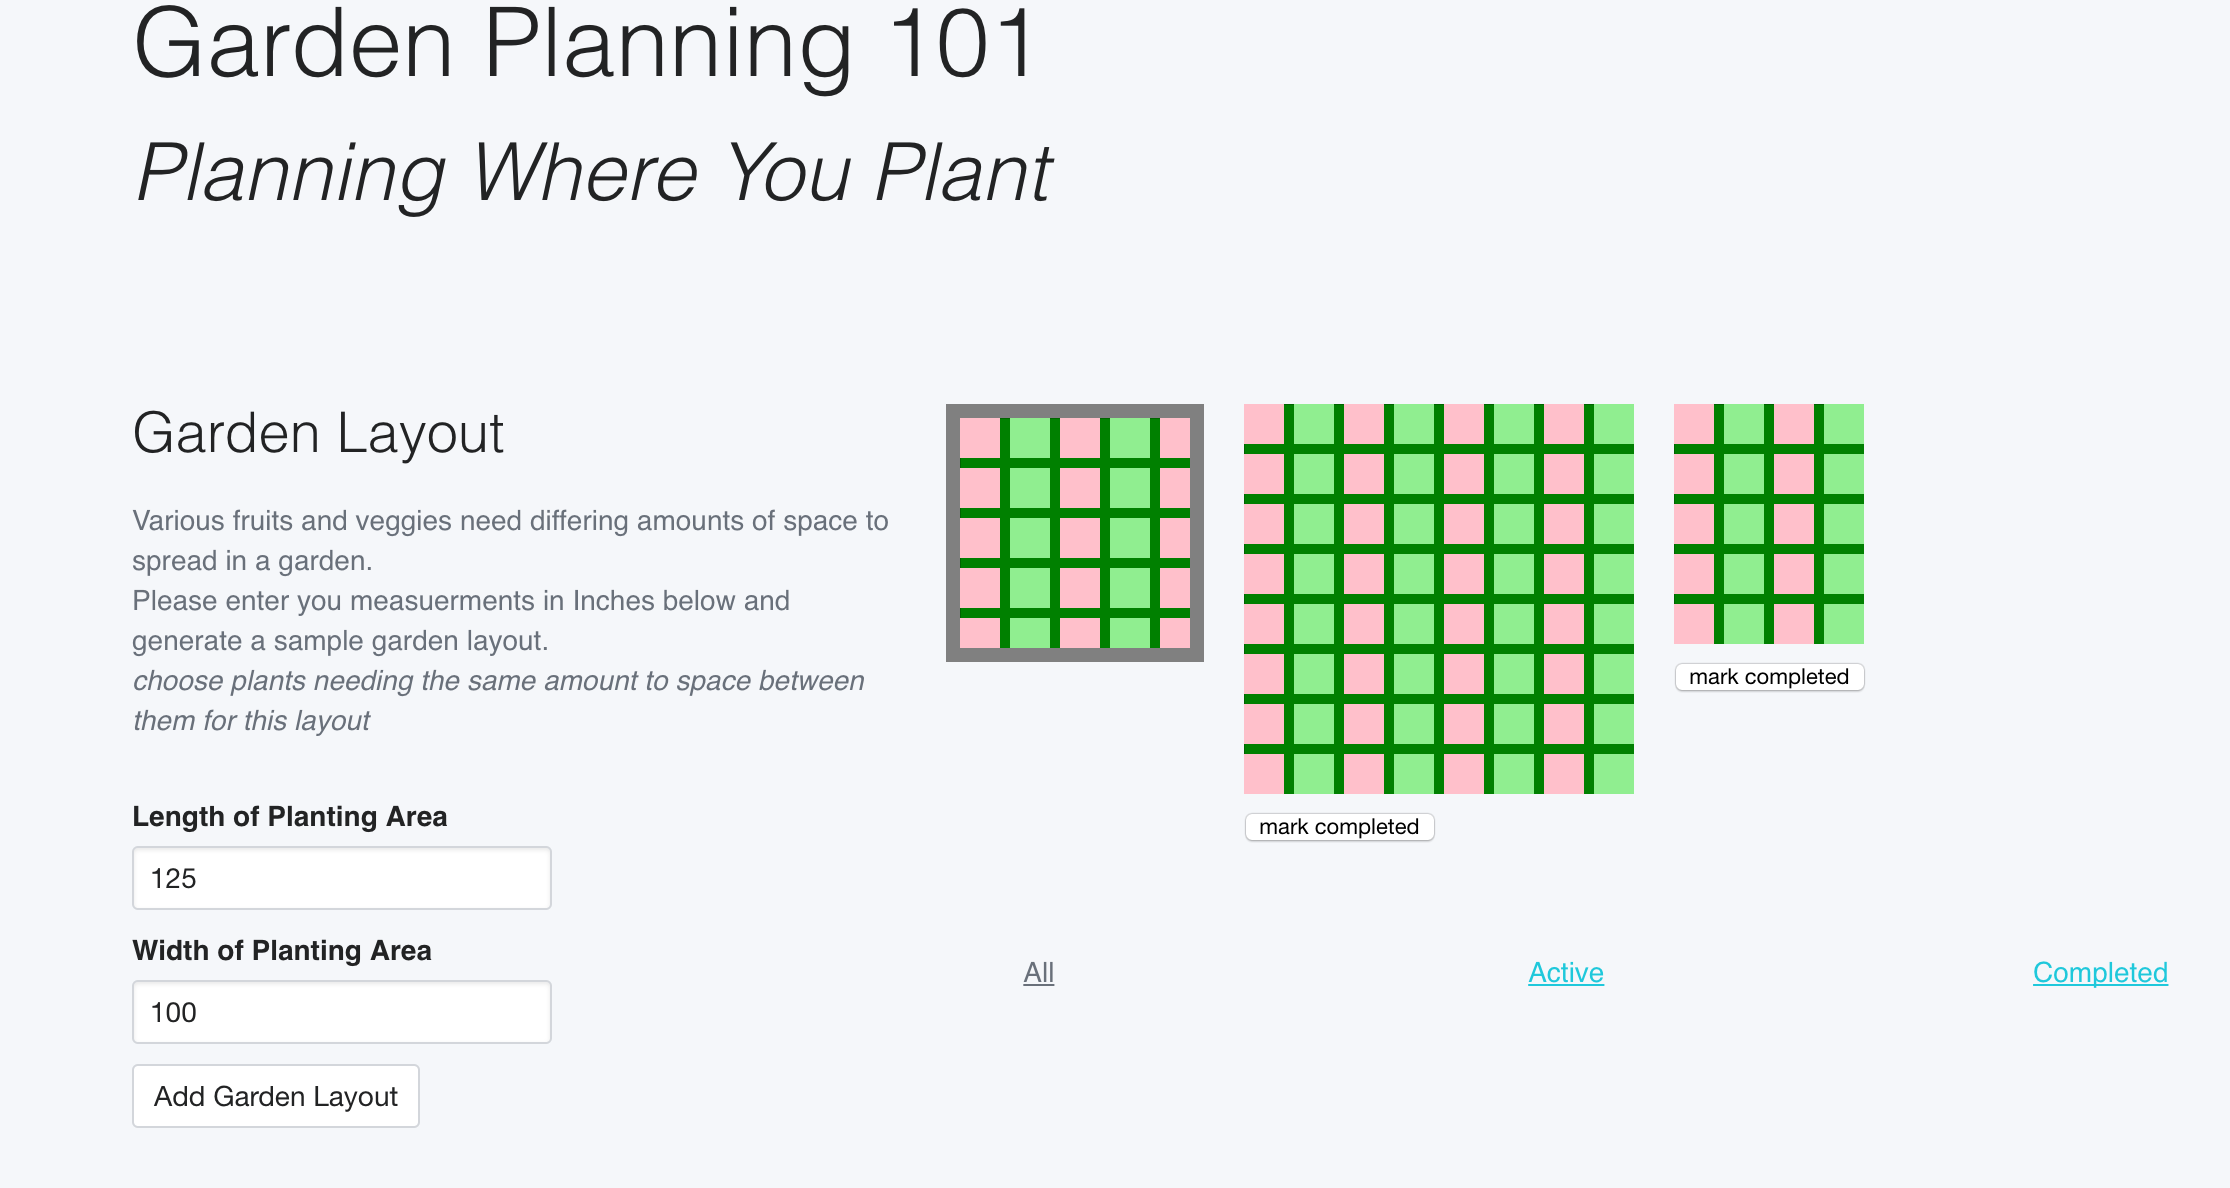 Garden Planning 101
Planning Where You Plant
Garden Layout
Various fruits and veggies need differing amounts of space to
spread in a garden.
Please enter you measuerments in Inches below and
generate a sample garden layout.
choose plants needing the same amount to space between
them for this layout
Length of Planting Area
125
Width of Planting Area
100
Add Garden Layout
mark completed
mark completed
All
Active
Completed